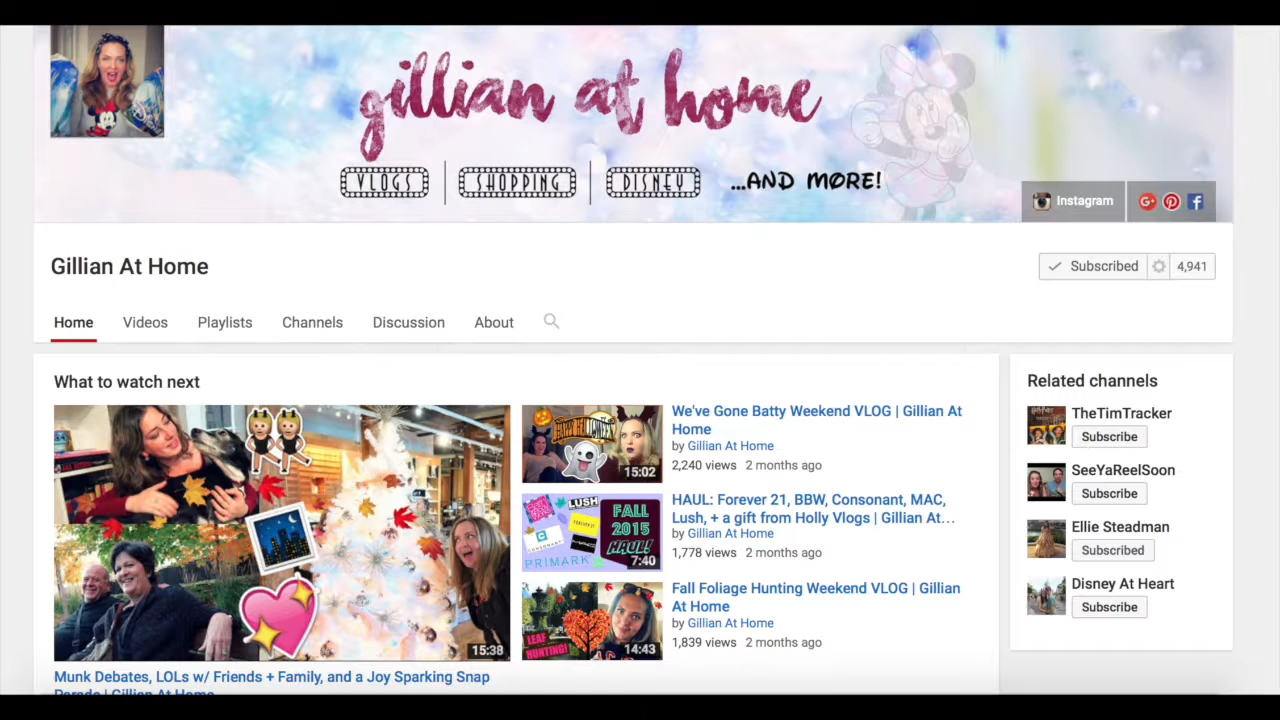 gillian at home
VLOGS
SHOPPING
DISNEY
...AND MORE!
Instagram
Gillian At Home
Subscribed
4,941
Home Videos Playlists Channels Discussion About
What to watch next
15:38
Munk Debates, LOLs w/ Friends + Family, and a Joy Sparking Snap
Parade | Gillian At Home
HAPPY HALLOWEEN
15:02
We've Gone Batty Weekend VLOG | Gillian At
Home
by Gillian At Home
2,240 views 2 months ago
LUSH
FALL
2015
HAUL!
PRIMARK
7:40
HAUL: Forever 21, BBW, Consonant, MAC,
Lush, + a gift from Holly Vlogs | Gillian At…
by Gillian At Home
1,778 views 2 months ago
LEAF
HUNTING!
14:43
Fall Foliage Hunting Weekend VLOG | Gillian
At Home
by Gillian At Home
1,839 views 2 months ago
Related channels
TheTimTracker
Subscribe
SeeYaReelSoon
Subscribe
Ellie Steadman
Subscribed
Disney At Heart
Subscribe